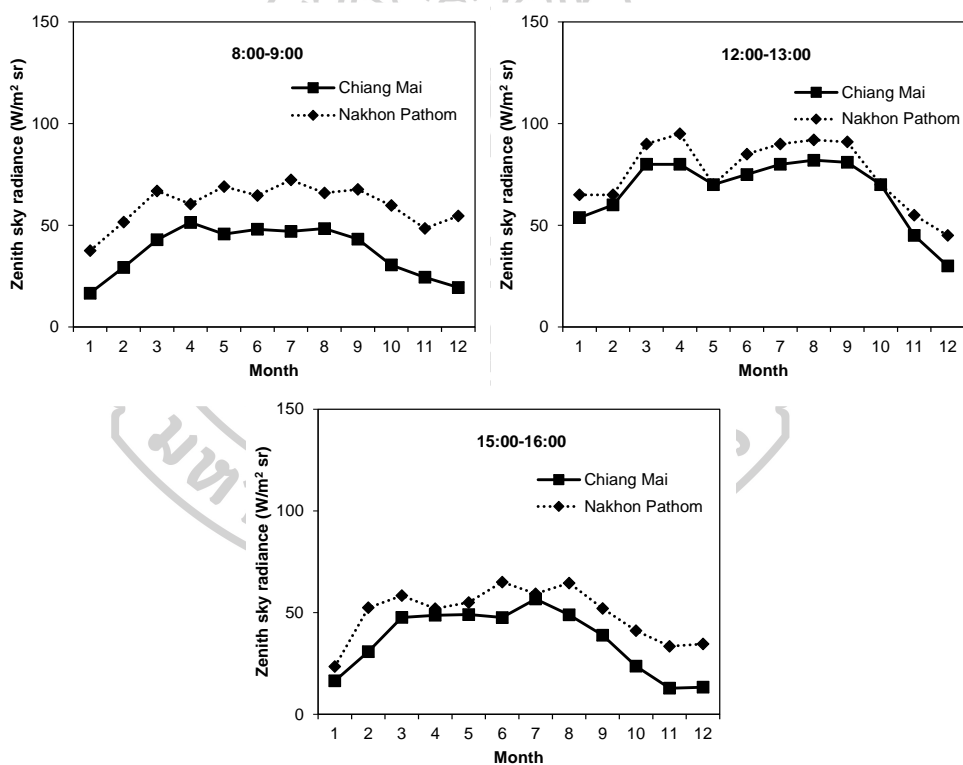 150
100
50
0
Zenith sky radiance (W/m² sr)
8:00-9:00
Chiang Mai
Nakhon Pathom
1 2 3 4 5 6 7 8 9 10 11 12
Month
150
100
50
0
Zenith sky radiance (W/m² sr)
12:00-13:00
Chiang Mai
Nakhon Pathom
1 2 3 4 5 6 7 8 9 10 11 12
Month
150
100
50
0
Zenith sky radiance (W/m² sr)
15:00-16:00
Chiang Mai
Nakhon Pathom
1 2 3 4 5 6 7 8 9 10 11 12
Month